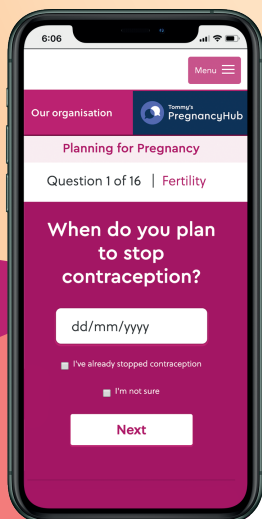 6:06
Menu
Our organisation
Tommy's
PregnancyHub
Planning for Pregnancy
Question 1 of 16 | Fertility
When do you plan
to stop
contraception?
dd/mm/yyyy
I've already stopped contraception
I'm not sure
Next